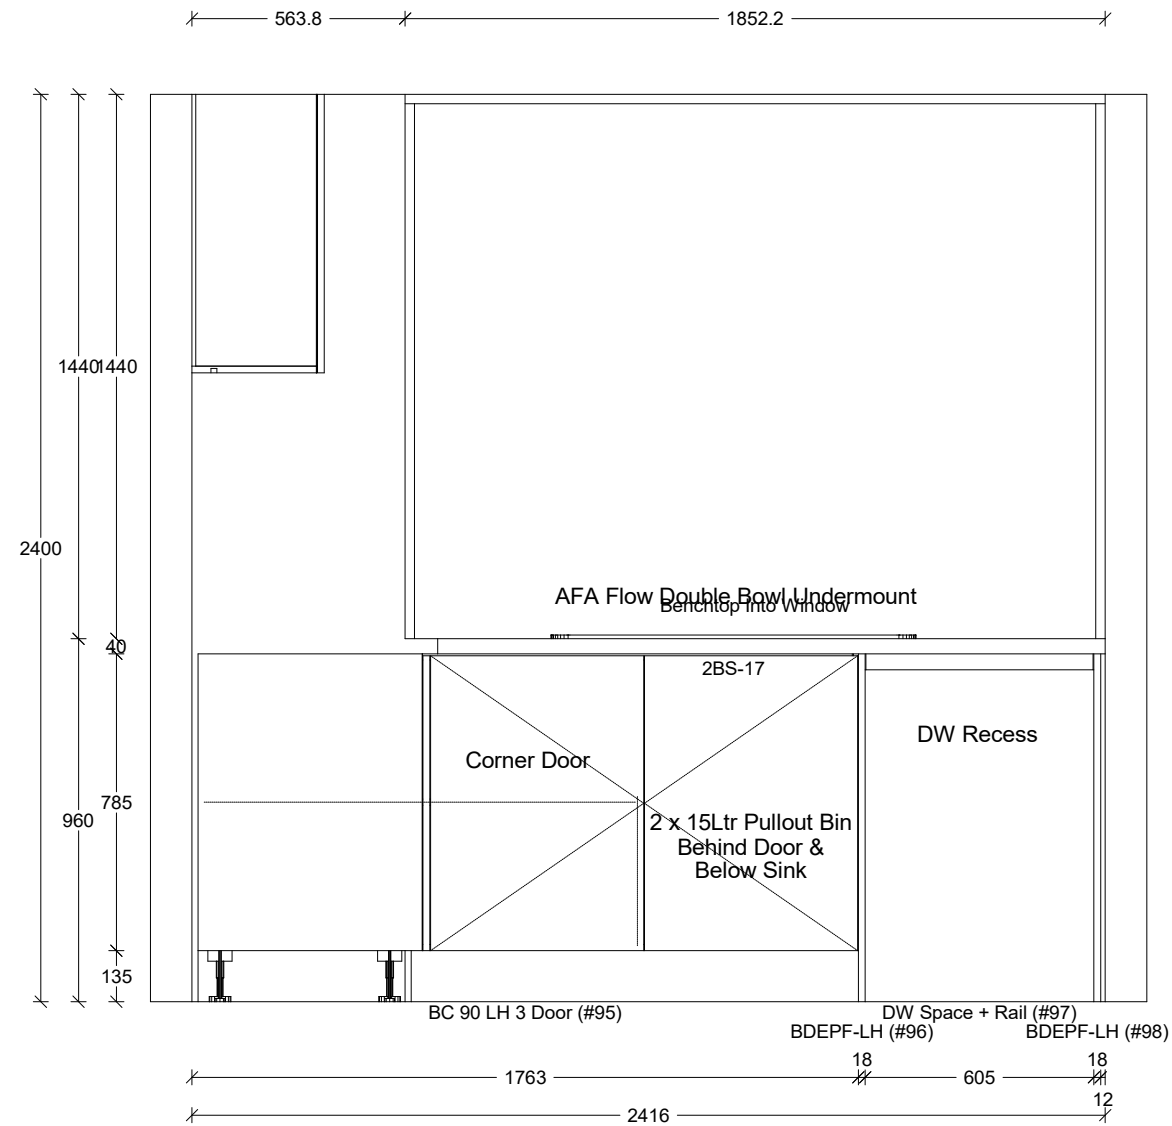 563.8
1852.2
1440
1440
2400
AFA Flow Double Bowl Undermount
Benchtop Into Window
40
2BS-17
DW Recess
Corner Door
785
960
2 x 15Ltr Pullout Bin
Behind Door &
Below Sink
135
BC 90 LH 3 Door (#95)
DW Space + Rail (#97)
BDEPF-LH (#96)
BDEPF-LH (#98)
18
18
1763
605
12
2416